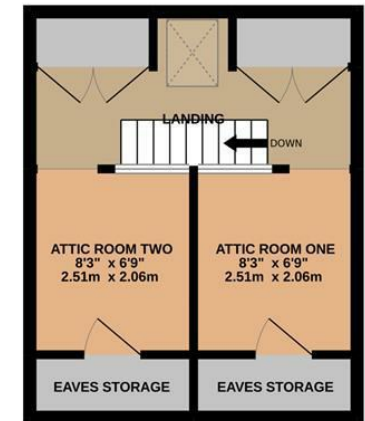 LANDING
DOWN
ATTIC ROOM TWO
8'3" x 6'9"
2.51m x 2.06m
ATTIC ROOM ONE
8'3" x 6'9"
2.51m x 2.06m
EAVES STORAGE
EAVES STORAGE